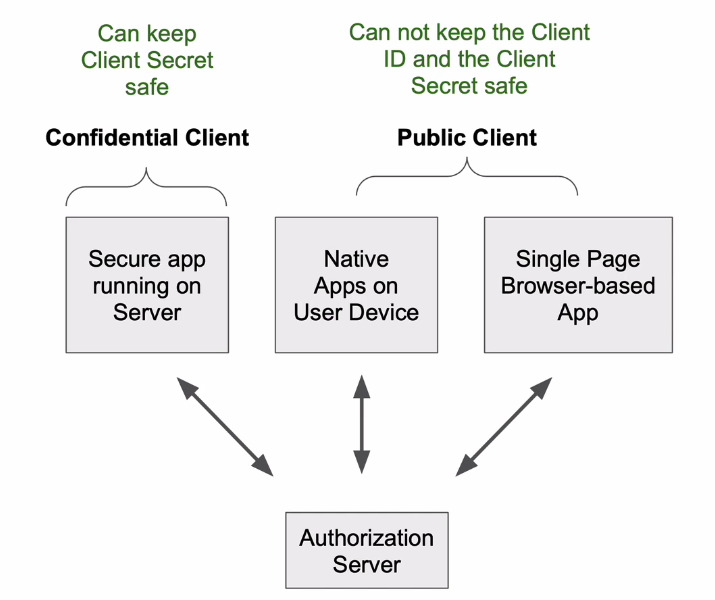 Can keep
Client Secret
safe
Can not keep the Client
ID and the Client
Secret safe
Confidential Client
Public Client
Secure app
running on
Server
Native
Apps on
User Device
Single Page
Browser-based
App
Authorization
Server